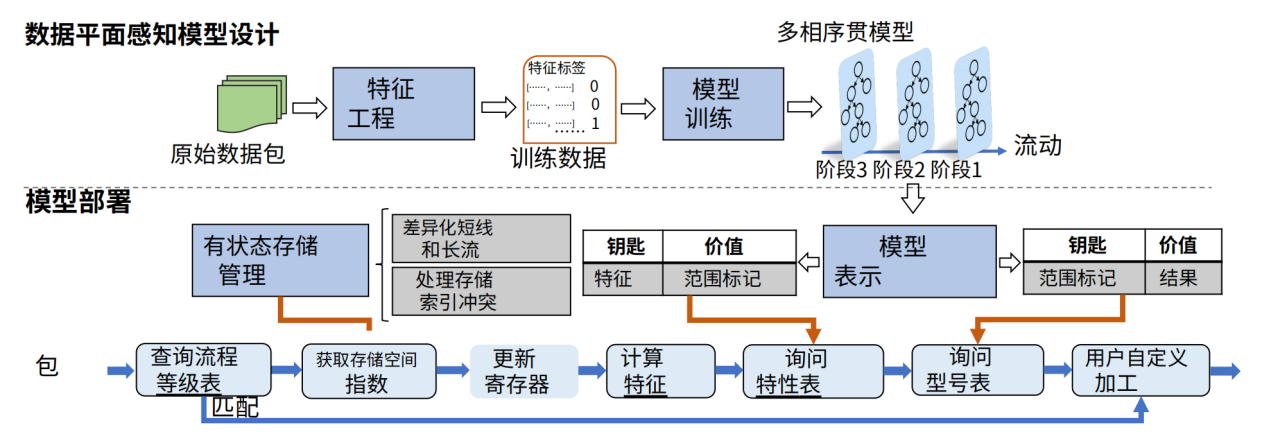 数据平面感知模型设计
多相序贯模型
特征
工程
特征标签
[······, ······] 0
[······, ······] 0
[······, ······] 1
······
模型
训练
原始数据包
训练数据
流动
阶段3 阶段2 阶段1
模型部署
有状态存储
管理
差异化短线
和长流
处理存储
索引冲突
钥匙 价值
特征 范围标记
模型
表示
钥匙 价值
范围标记 结果
包
查询流程
等级表
获取存储空间
指数
更新
寄存器
计算
特征
询问
特性表
询问
型号表
用户自定义
加工
匹配